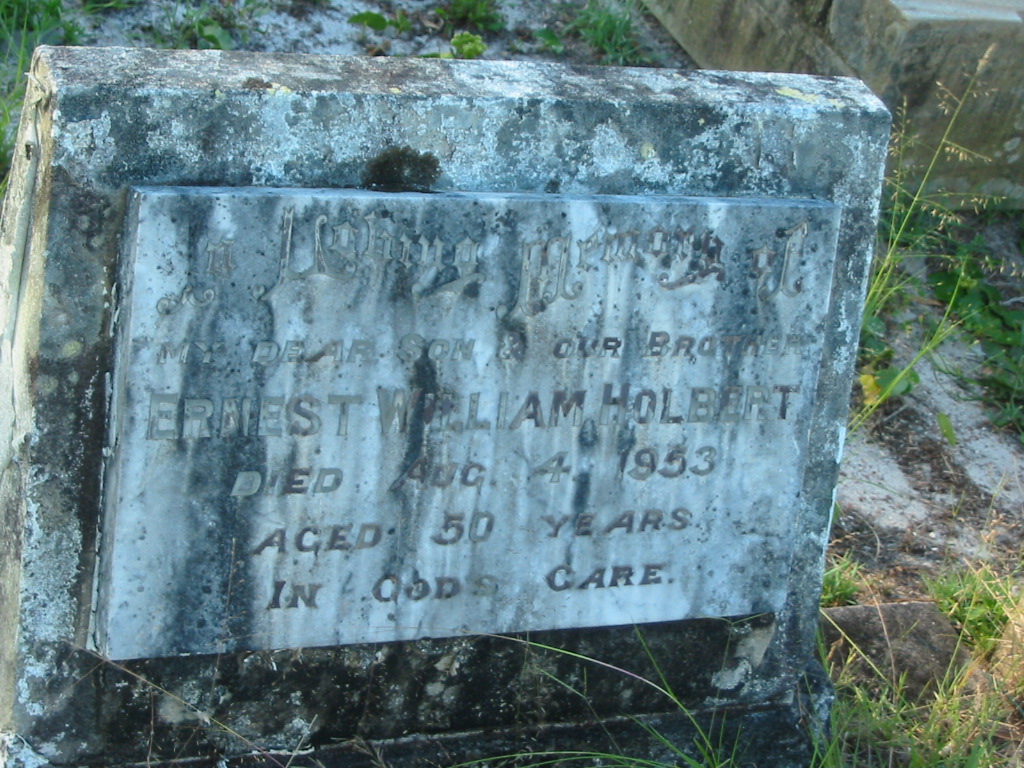 In Loving Memory of
MY DEAR SON & OUR BROTHER
ERNEST WILLIAM HOLBERT
DIED AUG. 4. 1953
AGED 50 YEARS.
IN GOD'S CARE.